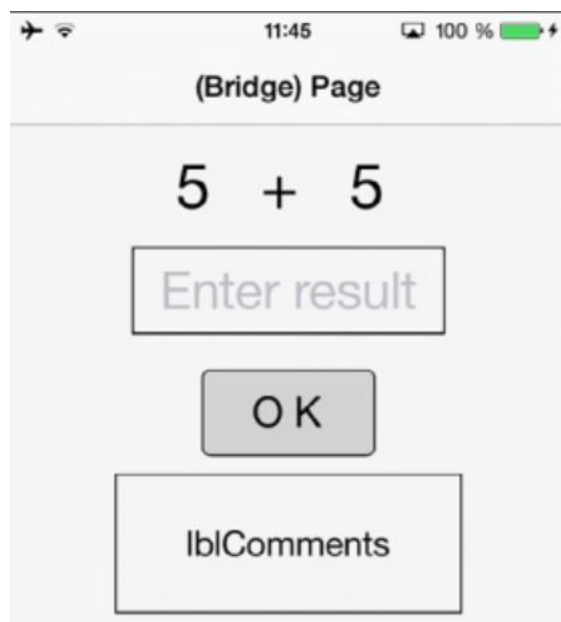 11:45 100 %
(Bridge) Page
5 + 5
Enter result
OK
lblComments